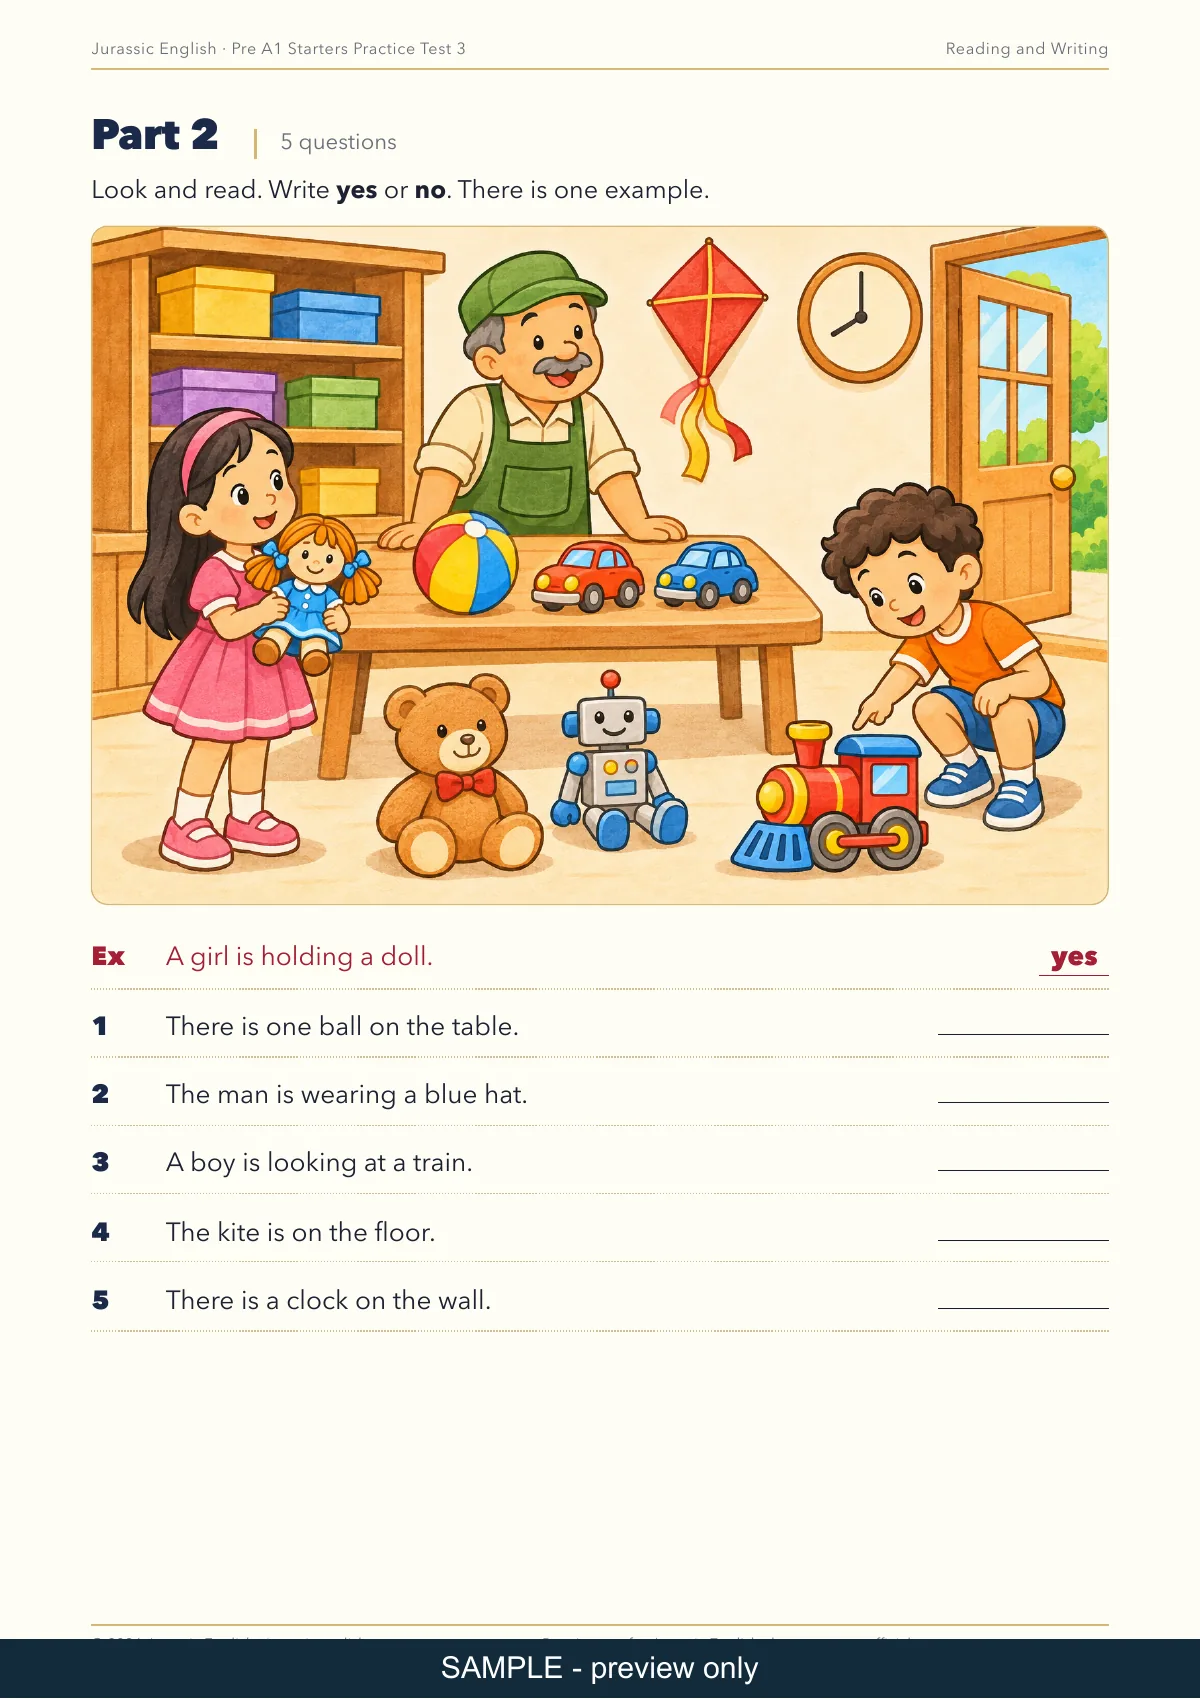 Jurassic English · Pre A1 Starters Practice Test 3
Reading and Writing
Part 2
5 questions
Look and read. Write yes or no. There is one example.
Ex A girl is holding a doll. yes
1 There is one ball on the table.
2 The man is wearing a blue hat.
3 A boy is looking at a train.
4 The kite is on the floor.
5 There is a clock on the wall.
SAMPLE - preview only